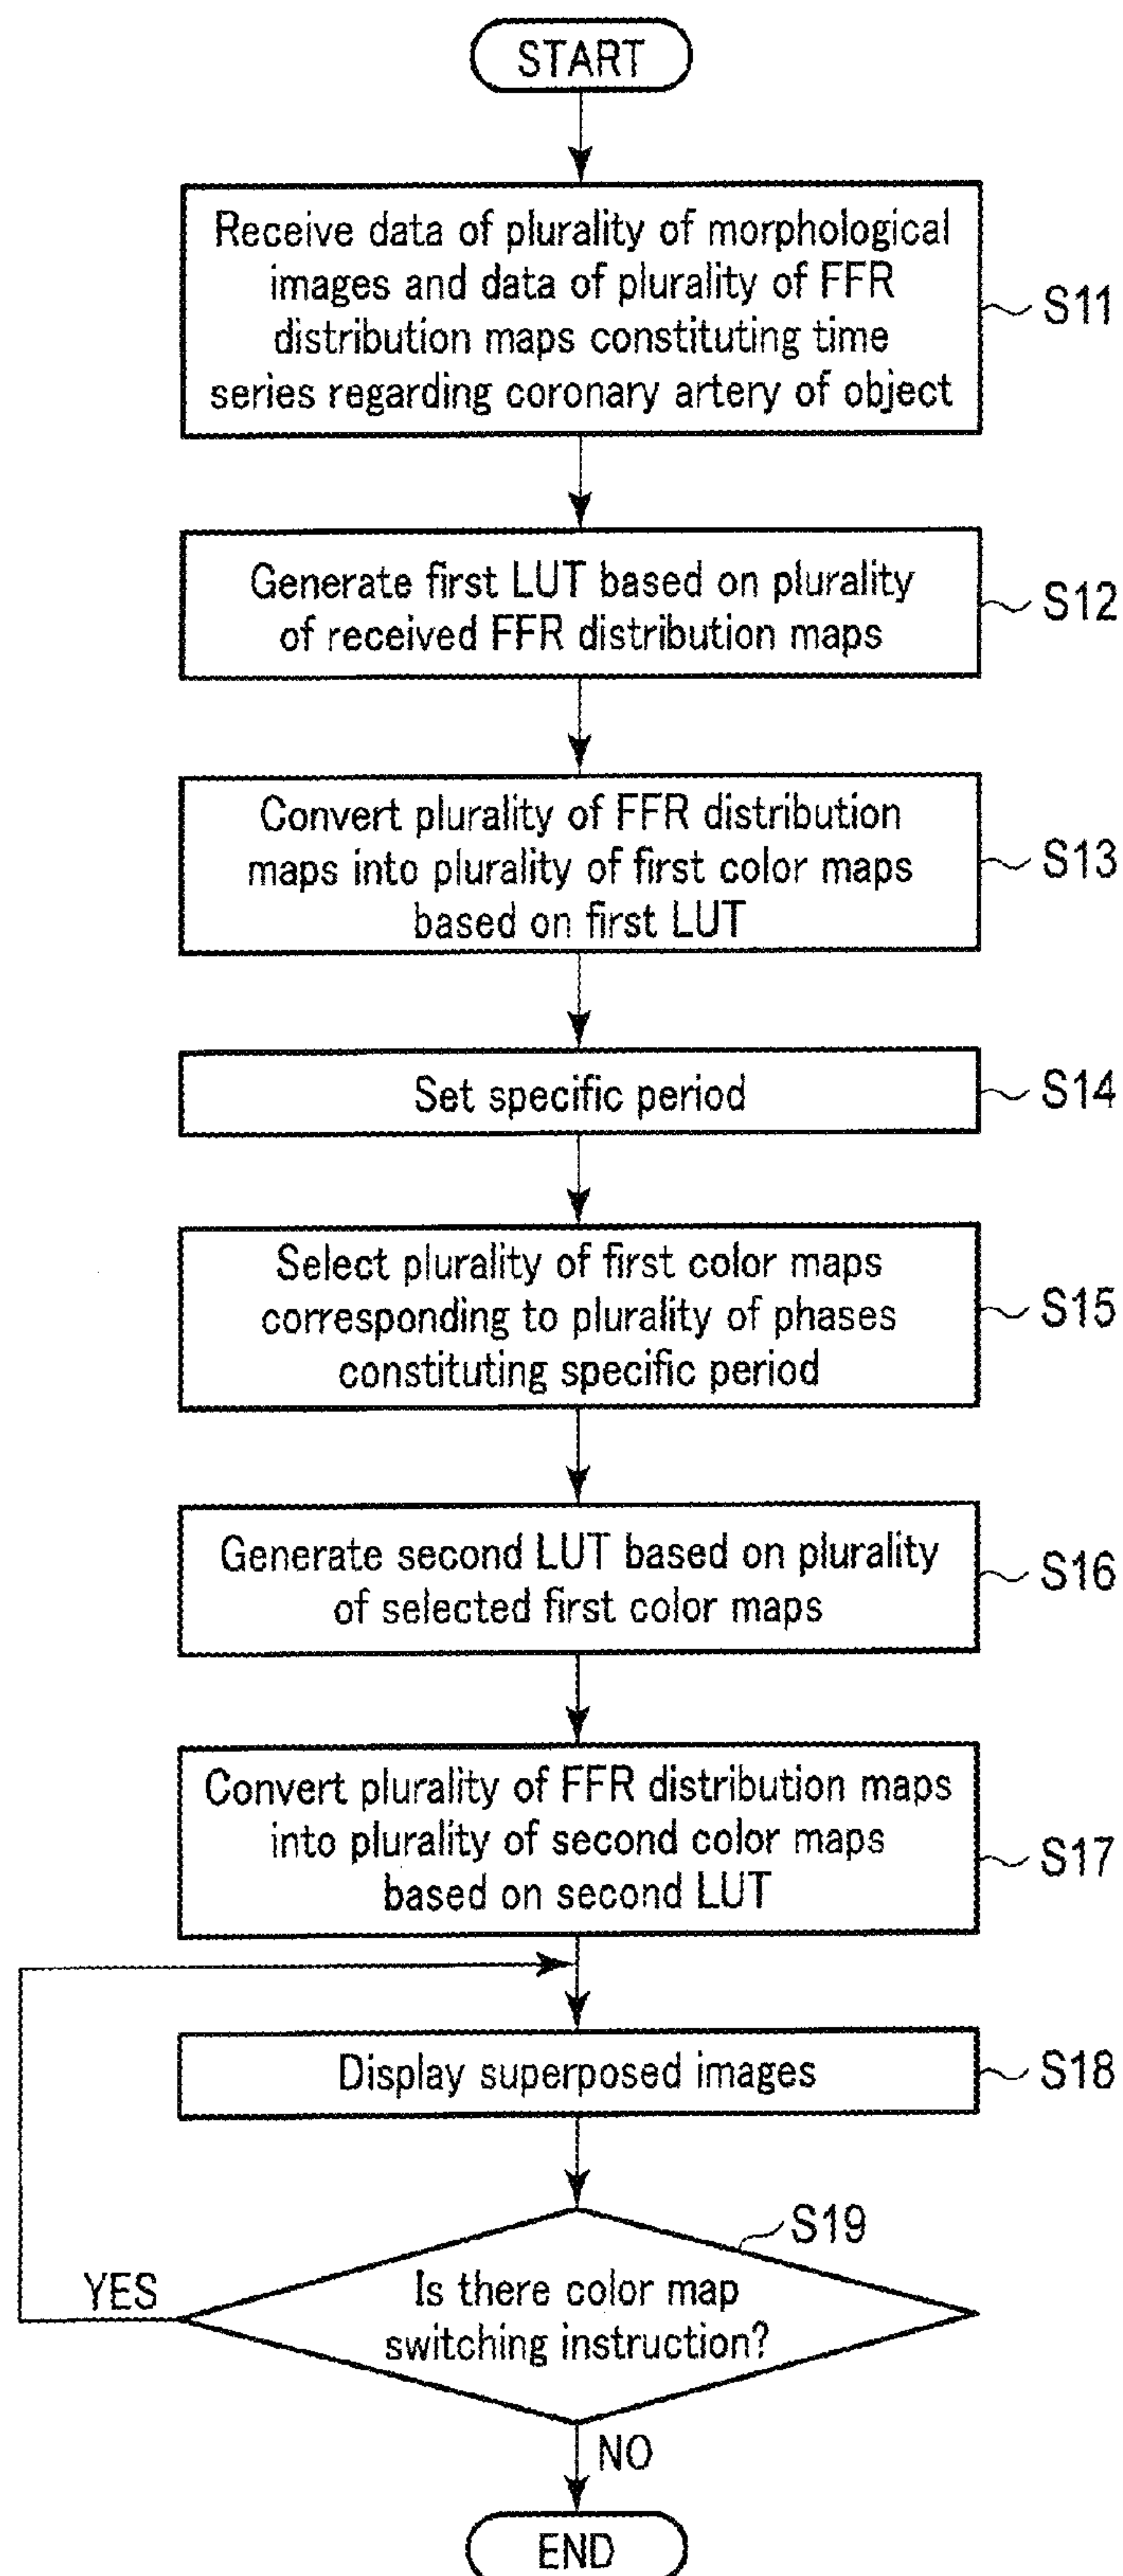 START
Receive data of plurality of morphological
images and data of plurality of FFR
distribution maps constituting time
series regarding coronary artery of object
S11
Generate first LUT based on plurality
of received FFR distribution maps
S12
Convert plurality of FFR distribution
maps into plurality of first color maps
based on first LUT
S13
Set specific period
S14
Select plurality of first color maps
corresponding to plurality of phases
constituting specific period
S15
Generate second LUT based on plurality
of selected first color maps
S16
Convert plurality of FFR distribution maps
into plurality of second color maps
based on second LUT
S17
Display superposed images
S18
S19
YES
Is there color map
switching instruction?
NO
END